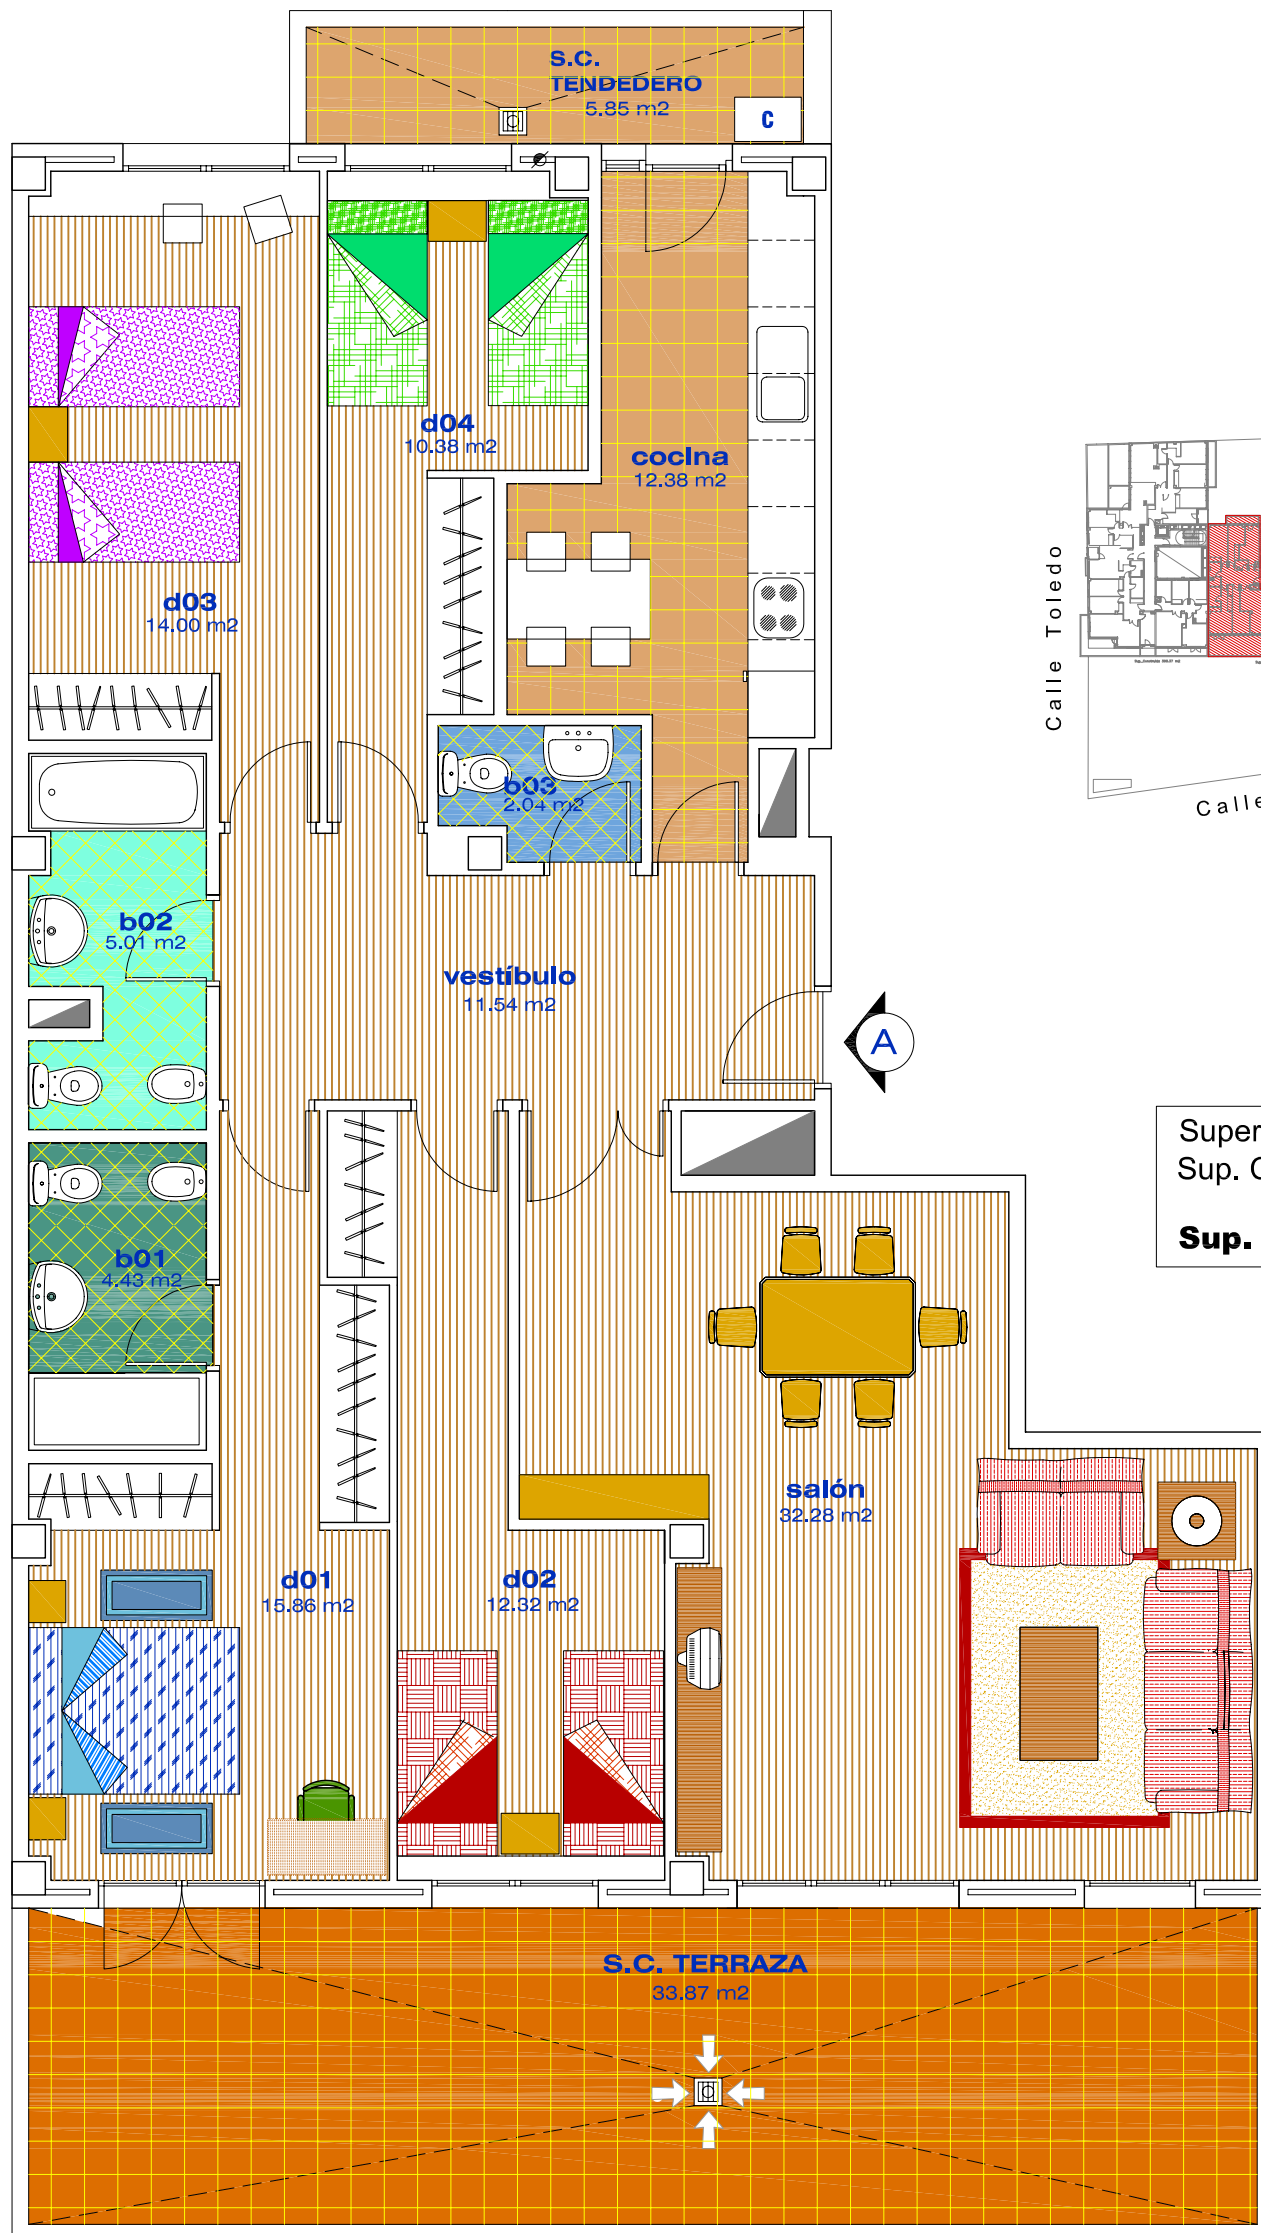 S.C.
TENDEDERO
5.85 m2
C
d04
10.38 m2
cocina
12.38 m2
d03
14.00 m2
b03
2.04 m2
b02
5.01 m2
vestíbulo
11.54 m2
A
Calle Toledo
Calle
Super
Sup. C
Sup.
b01
4.43 m2
salón
32.28 m2
d01
15.86 m2
d02
12.32 m2
S.C. TERRAZA
33.87 m2